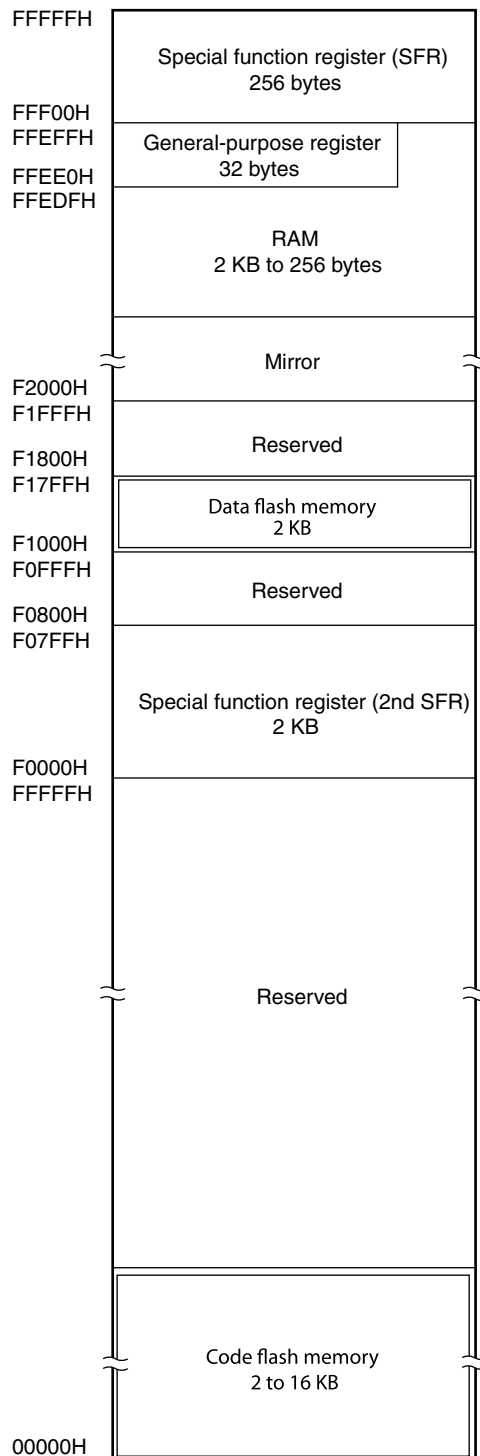 FFFFFH
Special function register (SFR)
256 bytes
FFF00H
FFEFFH
General-purpose register
32 bytes
FFEE0H
FFEDFH
RAM
2 KB to 256 bytes
Mirror
F2000H
F1FFFH
Reserved
F1800H
F17FFH
Data flash memory
2 KB
F1000H
F0FFFH
Reserved
F0800H
F07FFH
Special function register (2nd SFR)
2 KB
F0000H
FFFFFH
Reserved
Code flash memory
2 to 16 KB
00000H